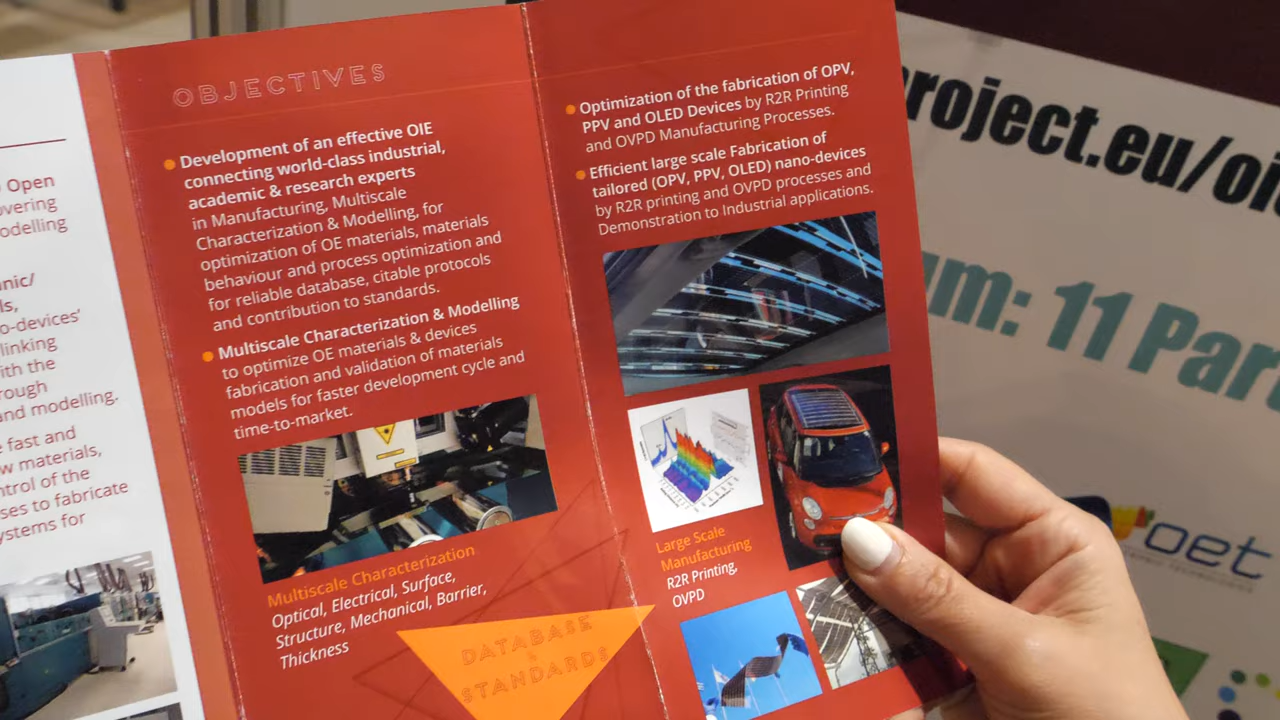 Open
overing
odelling
nic/
ls,
o-devices'
linking
ith the
rough
nd modelling.
e fast and
w materials,
ntrol of the
ses to fabricate
ystems for
OBJECTIVES
Development of an effective OIE
connecting world-class industrial,
academic & research experts
in Manufacturing, Multiscale
Characterization & Modelling, for
optimization of OE materials, materials
behaviour and process optimization and
for reliable database, citable protocols
and contribution to standards.
Multiscale Characterization & Modelling
to optimize OE materials & devices
fabrication and validation of materials
models for faster development cycle and
time-to-market.
Multiscale Characterization
Optical, Electrical, Surface,
Structure, Mechanical, Barrier,
Thickness
DATABASE
&
STANDARDS
Optimization of the fabrication of OPV,
PPV and OLED Devices by R2R Printing
and OVPD Manufacturing Processes.
Efficient large scale Fabrication of
tailored (OPV, PPV, OLED) nano-devices
by R2R printing and OVPD processes and
Demonstration to Industrial applications.
Large Scale
Manufacturing
R2R Printing,
OVPD
project.eu/oi
um: 11 Par
oet